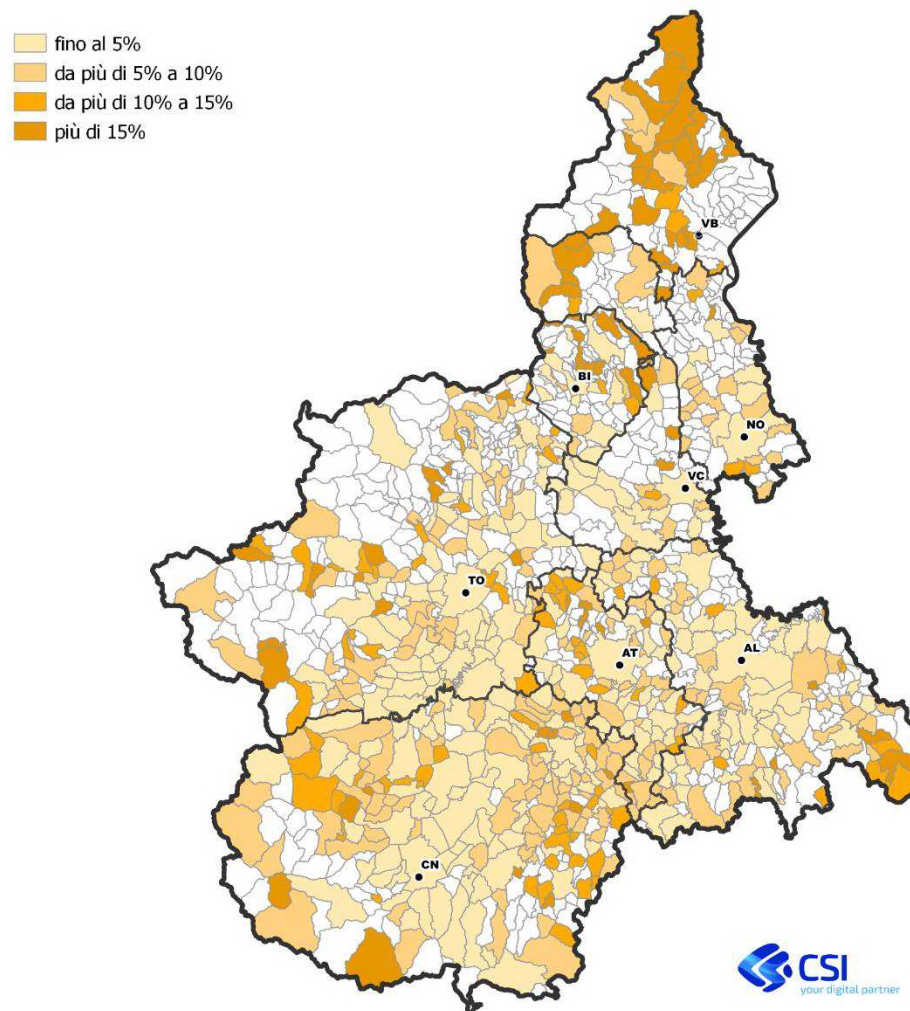 fino al 5%
da più di 5% a 10%
da più di 10% a 15%
più di 15%
VB
BI
NO
VC
TO
AT
AL
CN
CSI
your digital partner